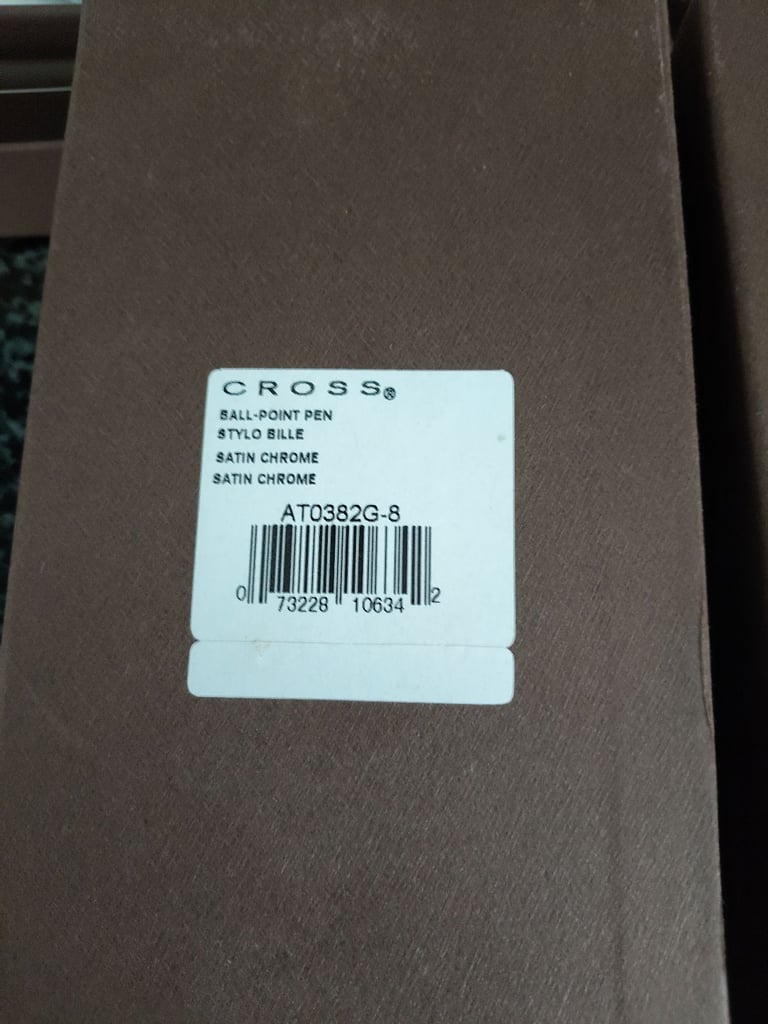 CROSS®
BALL-POINT PEN
STYLO BILLE
SATIN CHROME
SATIN CHROME
AT0382G-8
0 73228 10634 2